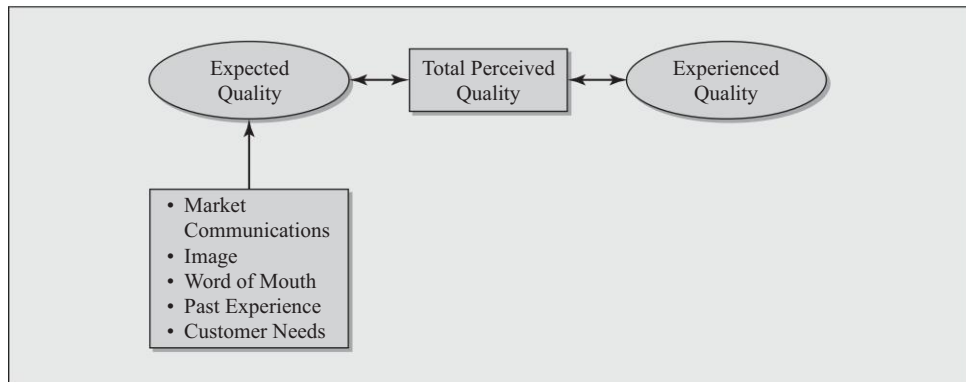 Expected
Quality
Total Perceived
Quality
Experienced
Quality
• Market
Communications
• Image
• Word of Mouth
• Past Experience
• Customer Needs